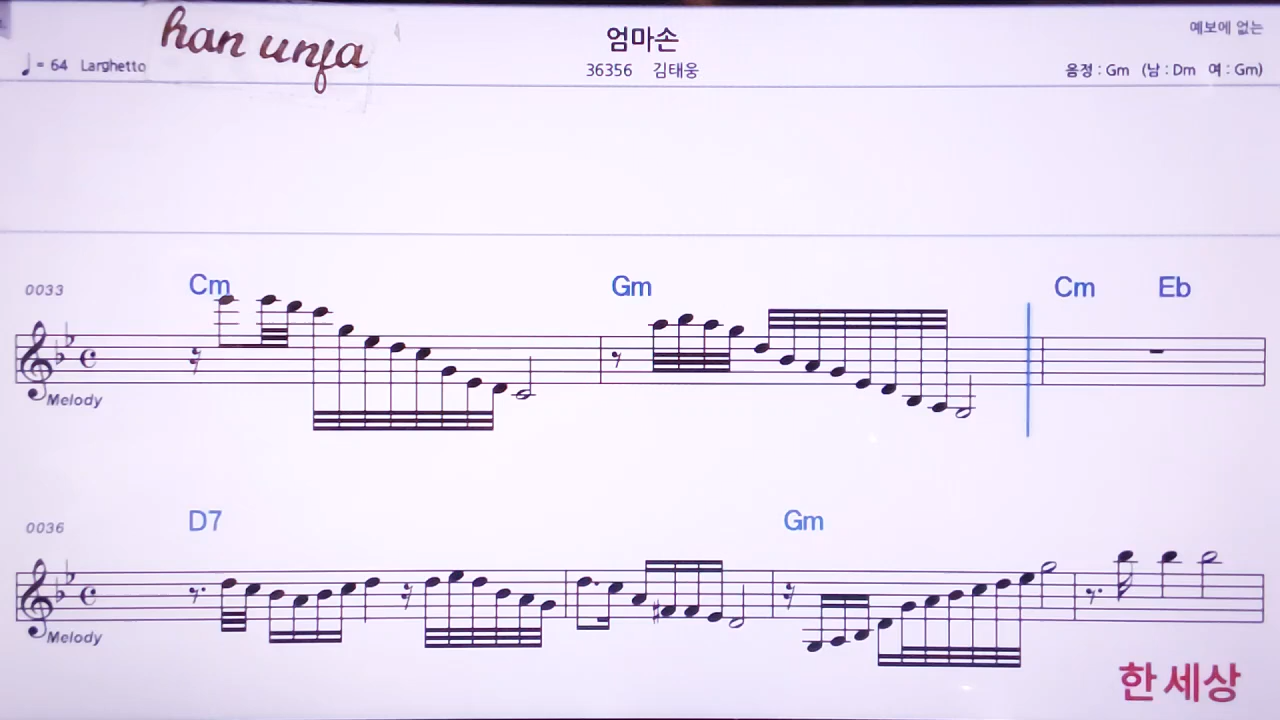 han unfa
엄마손
예보에 없는
♩= 64 Larghetto
36356 김태웅
음정 : Gm (남 : Dm 여 : Gm)
0033
Cm Gm Cm Eb
Melody
0036
D7 Gm
Melody
한 세상